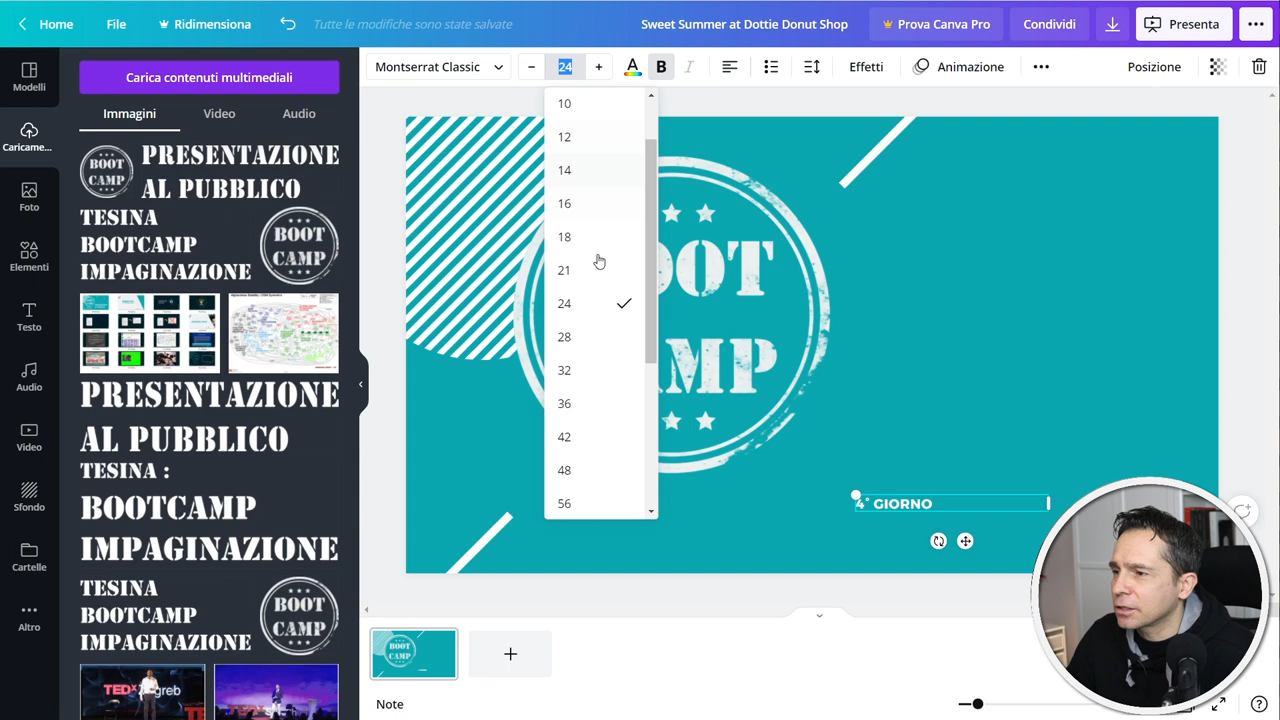 Home
File
Ridimensiona
Tutte le modifiche sono state salvate
Sweet Summer at Dottie Donut Shop
Prova Canva Pro
Condividi
Presenta
Modelli
Caricame...
Foto
Elementi
Testo
Audio
Video
Sfondo
Cartelle
Altro
Carica contenuti multimediali
Immagini
Video
Audio
BOOT
CAMP
PRESENTAZIONE
AL PUBBLICO
TESINA
BOOTCAMP
IMPAGINAZIONE
BOOT
CAMP
PRESENTAZIONE
AL PUBBLICO
TESINA :
BOOTCAMP
IMPAGINAZIONE
TESINA
BOOTCAMP
IMPAGINAZIONE
BOOT
CAMP
Montserrat Classic
24
A
B
I
Effetti
Animazione
Posizione
10
12
14
16
18
21
24
28
32
36
42
48
56
4° GIORNO
BOOT
CAMP
Note